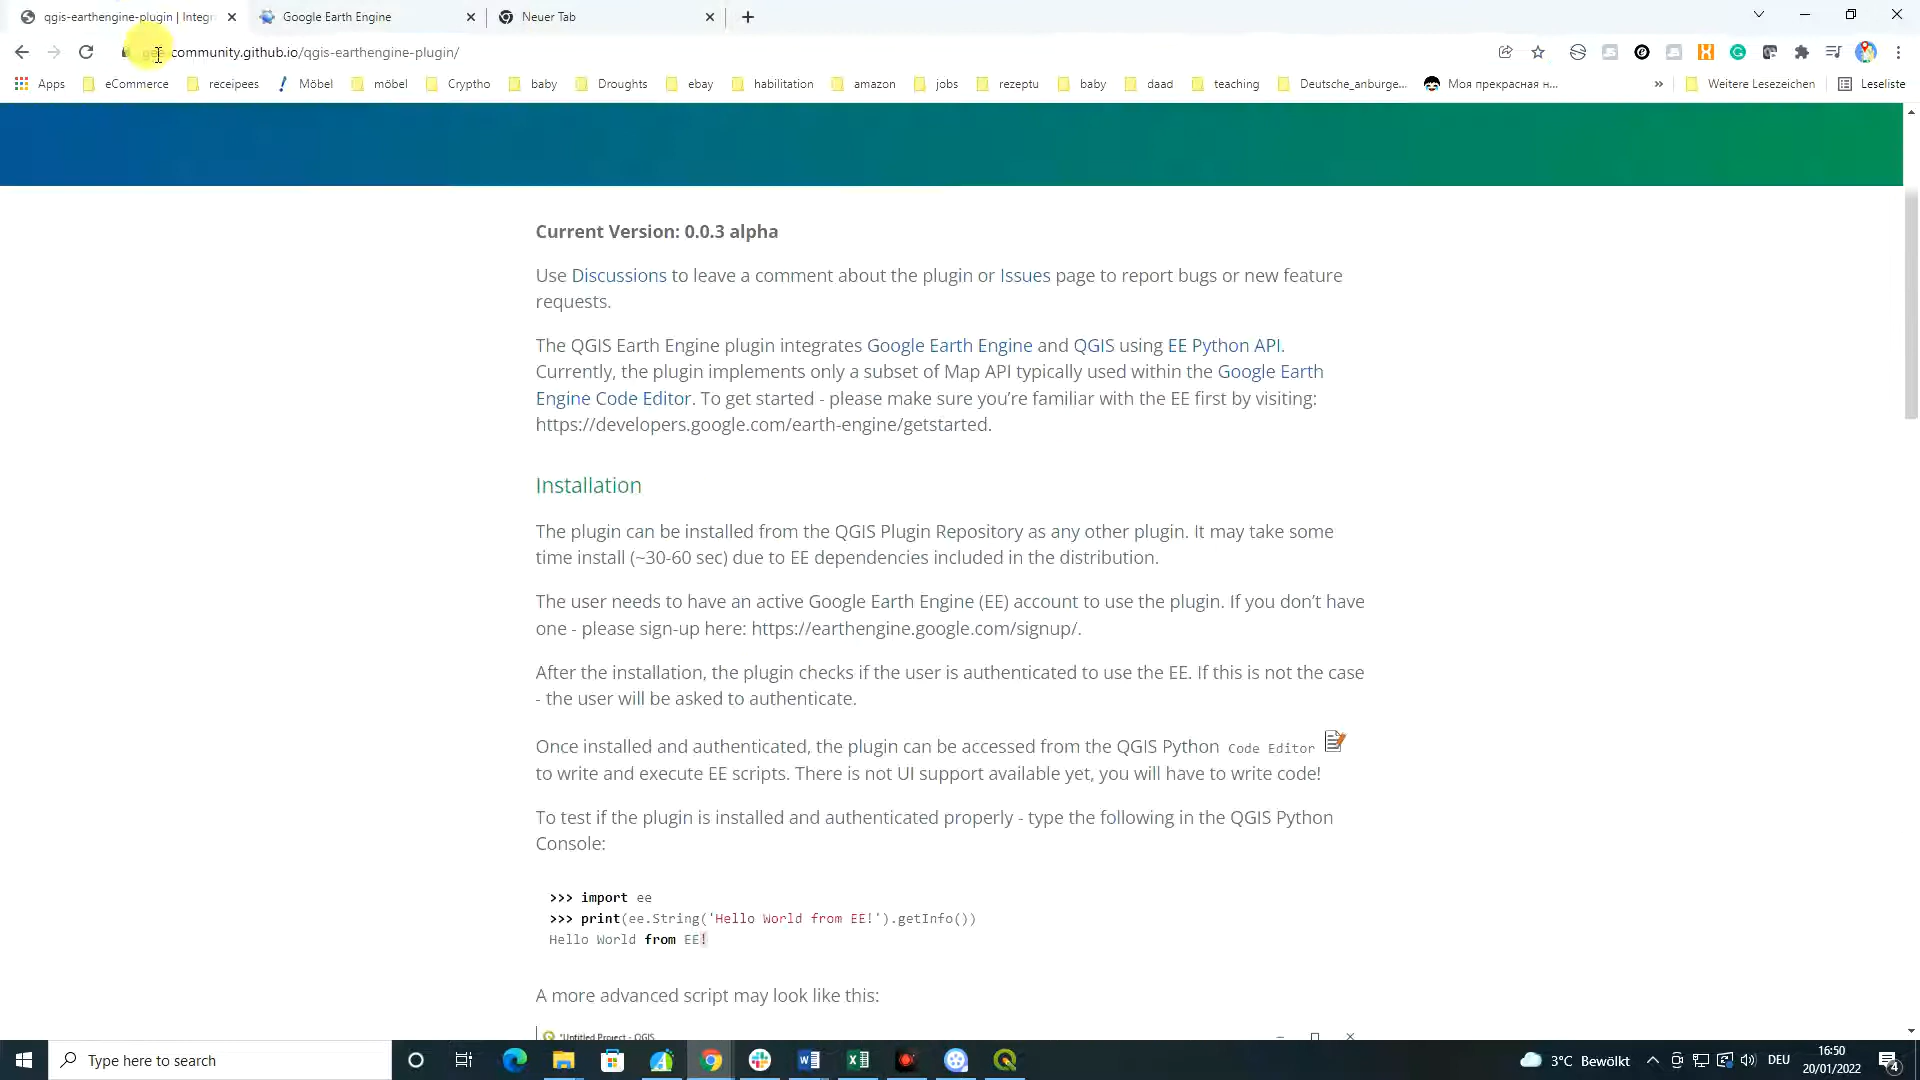 qgis-earthengine-plugin | Integr
Google Earth Engine
Neuer Tab
gee-community.github.io/qgis-earthengine-plugin/
Apps eCommerce receipees Möbel möbel Cryptho baby Droughts ebay habilitation amazon jobs rezeptu baby daad teaching Deutsche_anburge... Моя прекрасная н... » Weitere Lesezeichen Leseliste
Current Version: 0.0.3 alpha
Use Discussions to leave a comment about the plugin or Issues page to report bugs or new feature
requests.
The QGIS Earth Engine plugin integrates Google Earth Engine and QGIS using EE Python API.
Currently, the plugin implements only a subset of Map API typically used within the Google Earth
Engine Code Editor. To get started - please make sure you’re familiar with the EE first by visiting:
https://developers.google.com/earth-engine/getstarted.
Installation
The plugin can be installed from the QGIS Plugin Repository as any other plugin. It may take some
time install (~30-60 sec) due to EE dependencies included in the distribution.
The user needs to have an active Google Earth Engine (EE) account to use the plugin. If you don’t have
one - please sign-up here: https://earthengine.google.com/signup/.
After the installation, the plugin checks if the user is authenticated to use the EE. If this is not the case
- the user will be asked to authenticate.
Once installed and authenticated, the plugin can be accessed from the QGIS Python Code Editor
to write and execute EE scripts. There is not UI support available yet, you will have to write code!
To test if the plugin is installed and authenticated properly - type the following in the QGIS Python
Console:
>>> import ee
>>> print(ee.String('Hello World from EE!').getInfo())
Hello World from EE!
A more advanced script may look like this:
*Untitled Project - QGIS
Type here to search
3°C Bewölkt
DEU
16:50
20/01/2022
4